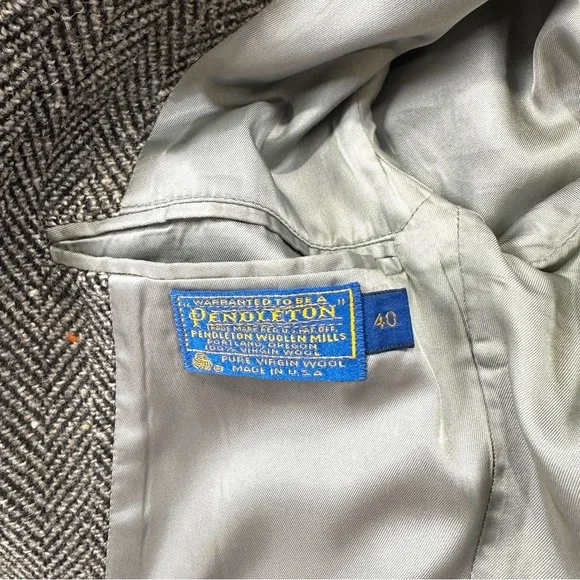 "WARRANTED TO BE A"
PENDLETON
TRADE MARK REG. U.S. PAT. OFF.
PENDLETON WOOLEN MILLS
PORTLAND, OREGON
100% VIRGIN WOOL
PURE VIRGIN WOOL
MADE IN U.S.A
40